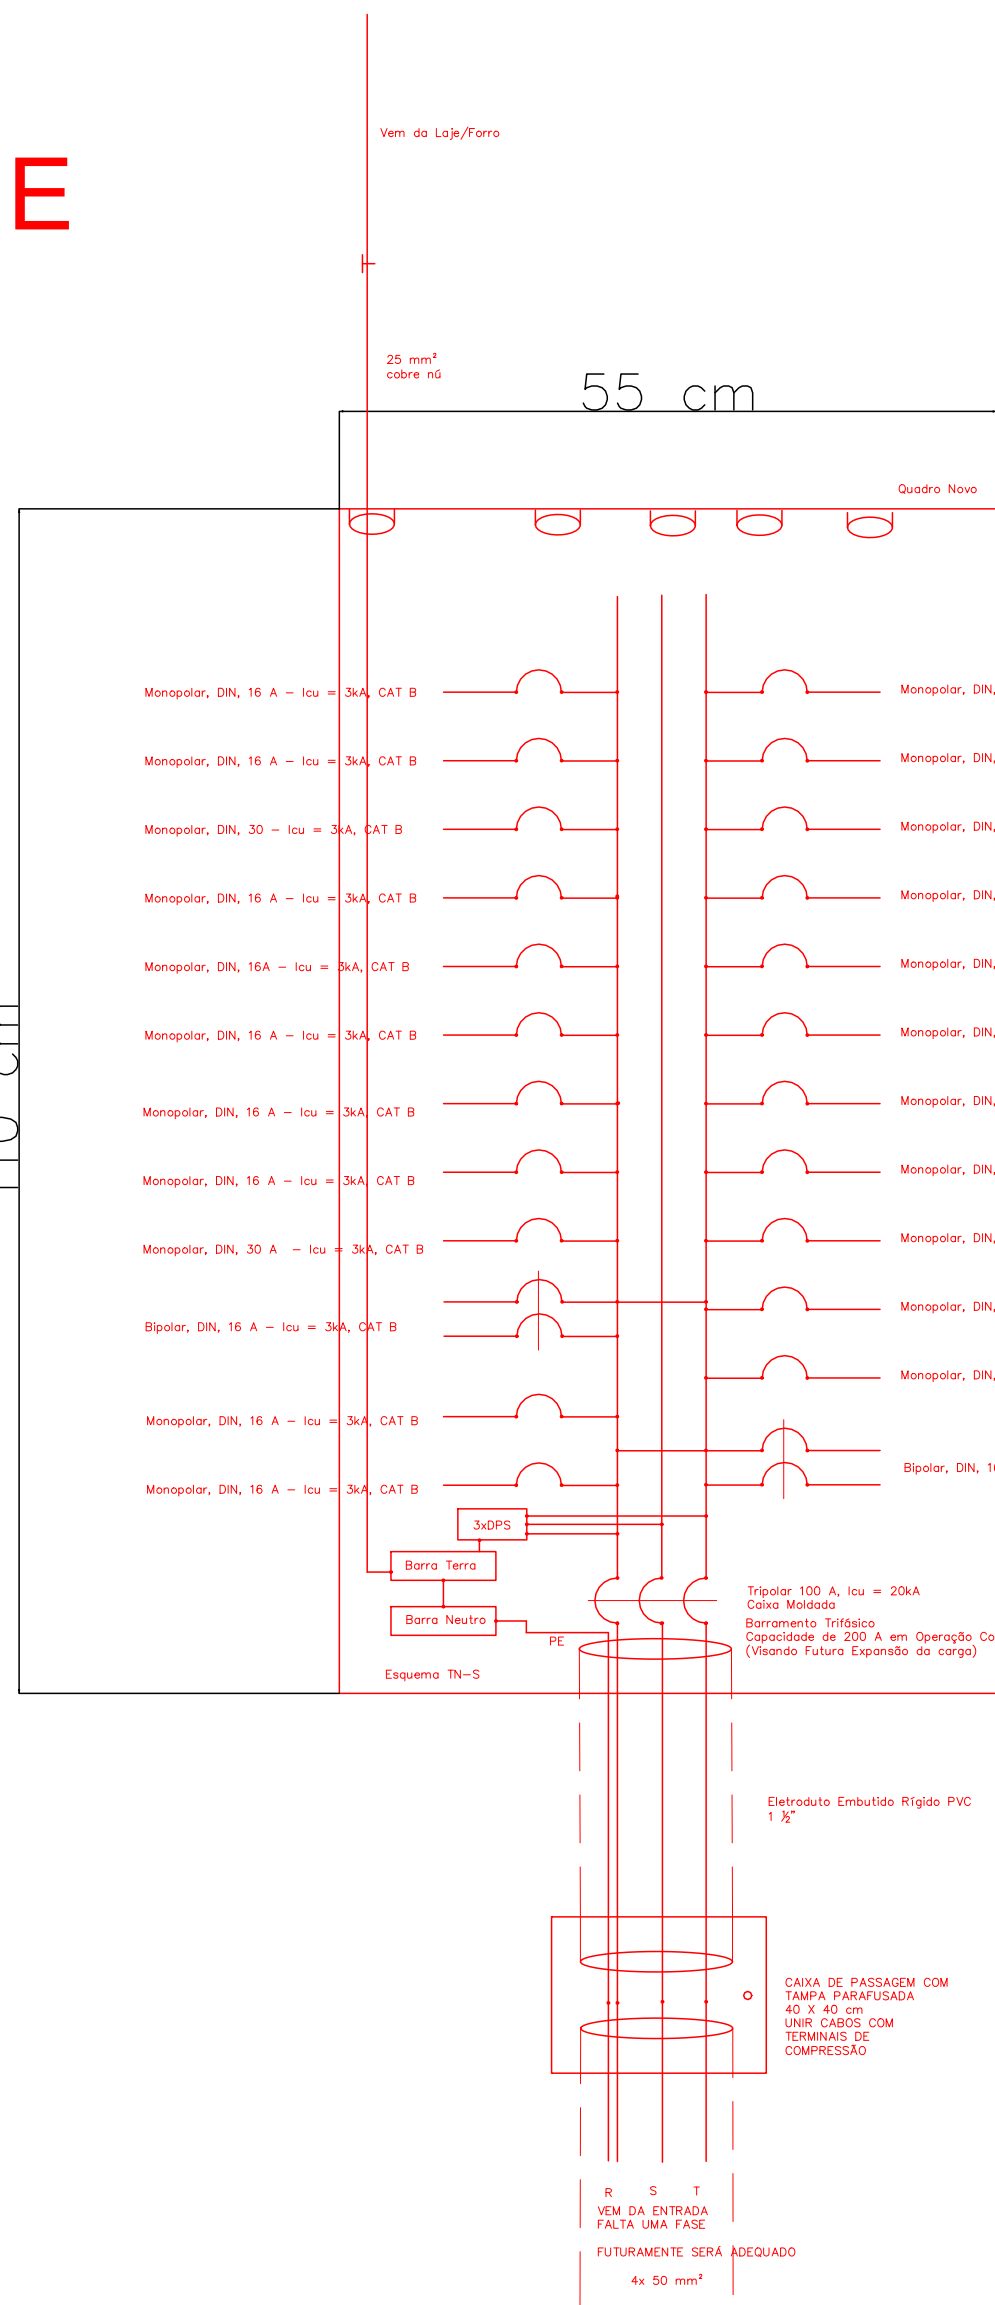 Vem da Laje/Forro
E
25 mm²
cobre nú
55 cm
Quadro Novo
Monopolar, DIN, 16 A - Icu = 3kA, CAT B
Monopolar, DIN,
Monopolar, DIN, 16 A - Icu = 3kA, CAT B
Monopolar, DIN,
Monopolar, DIN, 30 - Icu = 3kA, CAT B
Monopolar, DIN,
Monopolar, DIN, 16 A - Icu = 3kA, CAT B
Monopolar, DIN,
Monopolar, DIN, 16A - Icu = 3kA, CAT B
Monopolar, DIN,
Monopolar, DIN, 16 A - Icu = 3kA, CAT B
Monopolar, DIN,
cm
Monopolar, DIN, 16 A - Icu = 3kA, CAT B
Monopolar, DIN,
Monopolar, DIN, 16 A - Icu = 3kA, CAT B
Monopolar, DIN,
Monopolar, DIN, 30 A - Icu = 3kA, CAT B
Monopolar, DIN,
Bipolar, DIN, 16 A - Icu = 3kA, CAT B
Monopolar, DIN,
Monopolar, DIN,
Monopolar, DIN, 16 A - Icu = 3kA, CAT B
Bipolar, DIN,
Monopolar, DIN, 16 A - Icu = 3kA, CAT B
3xDPS
Barra Terra
Barra Neutro
PE
Tripolar 100 A, Icu = 20kA
Caixa Moldada
Barramento Trifásico
Capacidade de 200 A em Operação Co
(Visando Futura Expansão da carga)
Esquema TN-S
Eletroduto Embutido Rígido PVC
1 ½"
CAIXA DE PASSAGEM COM
TAMPA PARAFUSADA
40 X 40 cm
UNIR CABOS COM
TERMINAIS DE
COMPRESSÃO
R S T
VEM DA ENTRADA
FALTA UMA FASE
FUTURAMENTE SERÁ ADEQUADO
4x 50 mm²